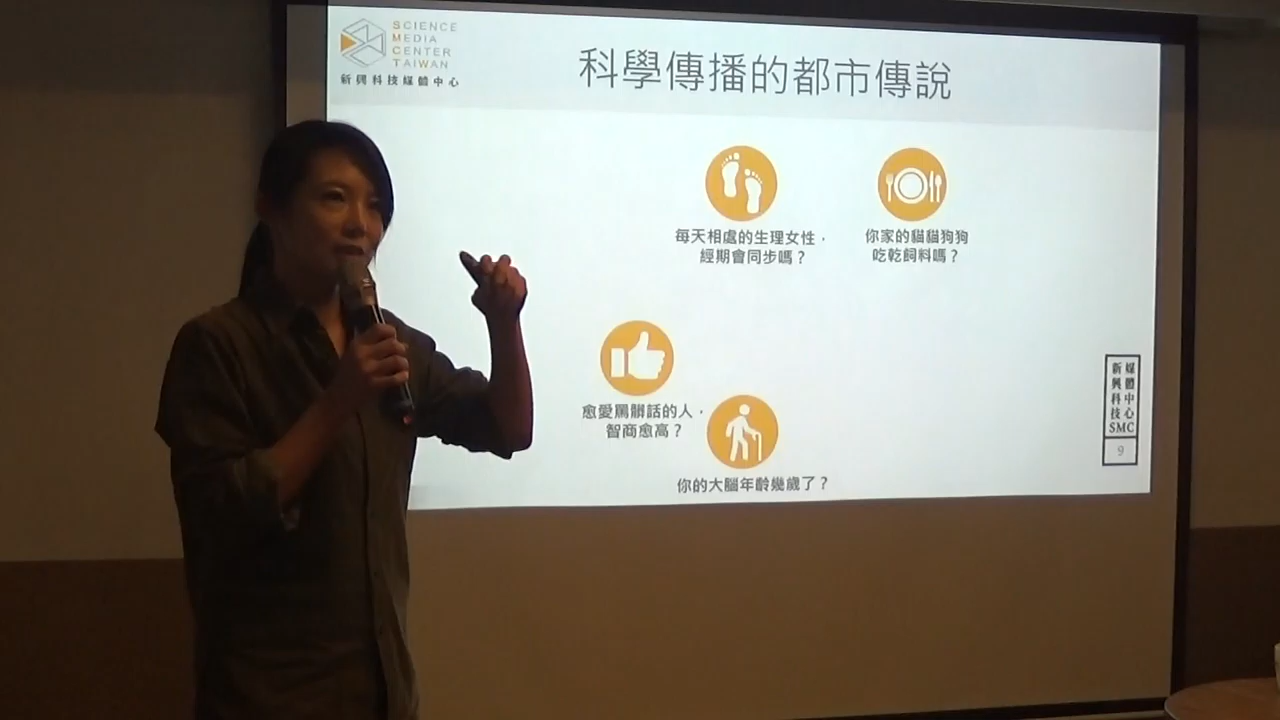 SCIENCE
MEDIA
CENTER
TAIWAN
新興科技媒體中心
科學傳播的都市傳說
每天相處的生理女性，
經期會同步嗎？
你家的貓貓狗狗
吃乾飼料嗎？
愈愛罵髒話的人，
智商愈高？
你的大腦年齡幾歲了？
新興科技
媒體中心
SMC
9